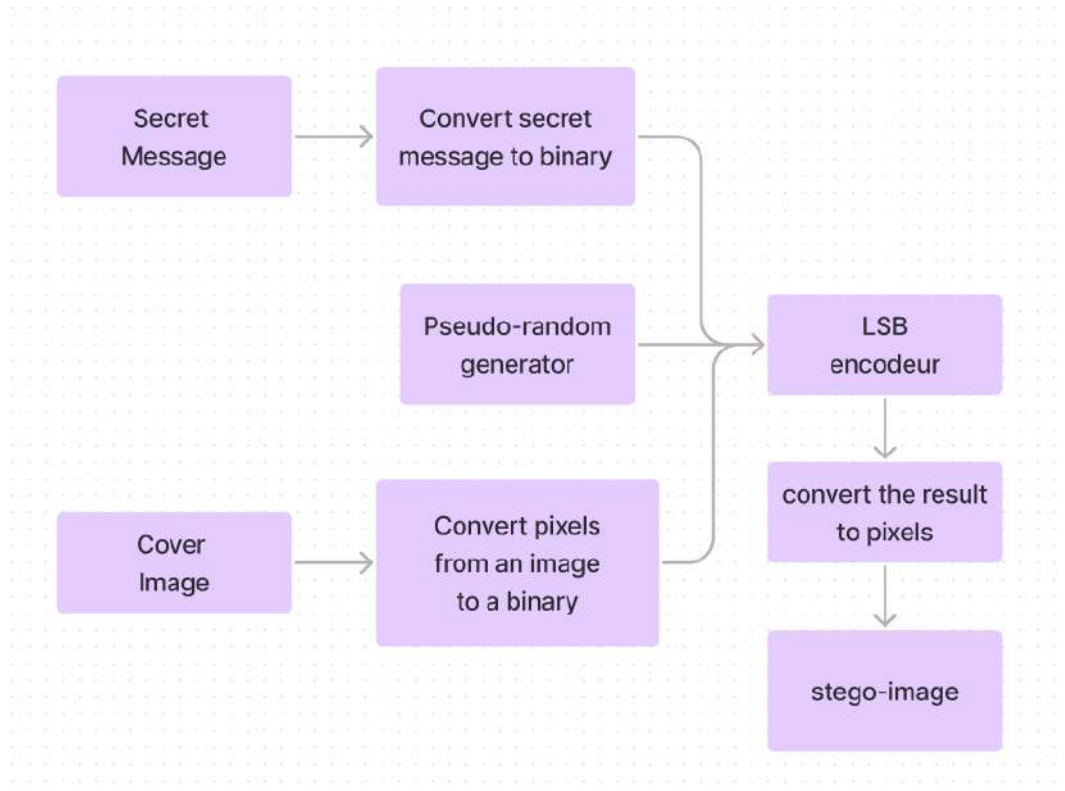 Secret
Message
Convert secret
message to binary
Pseudo-random
generator
LSB
encodeur
Cover
Image
Convert pixels
from an image
to a binary
convert the result
to pixels
stego-image